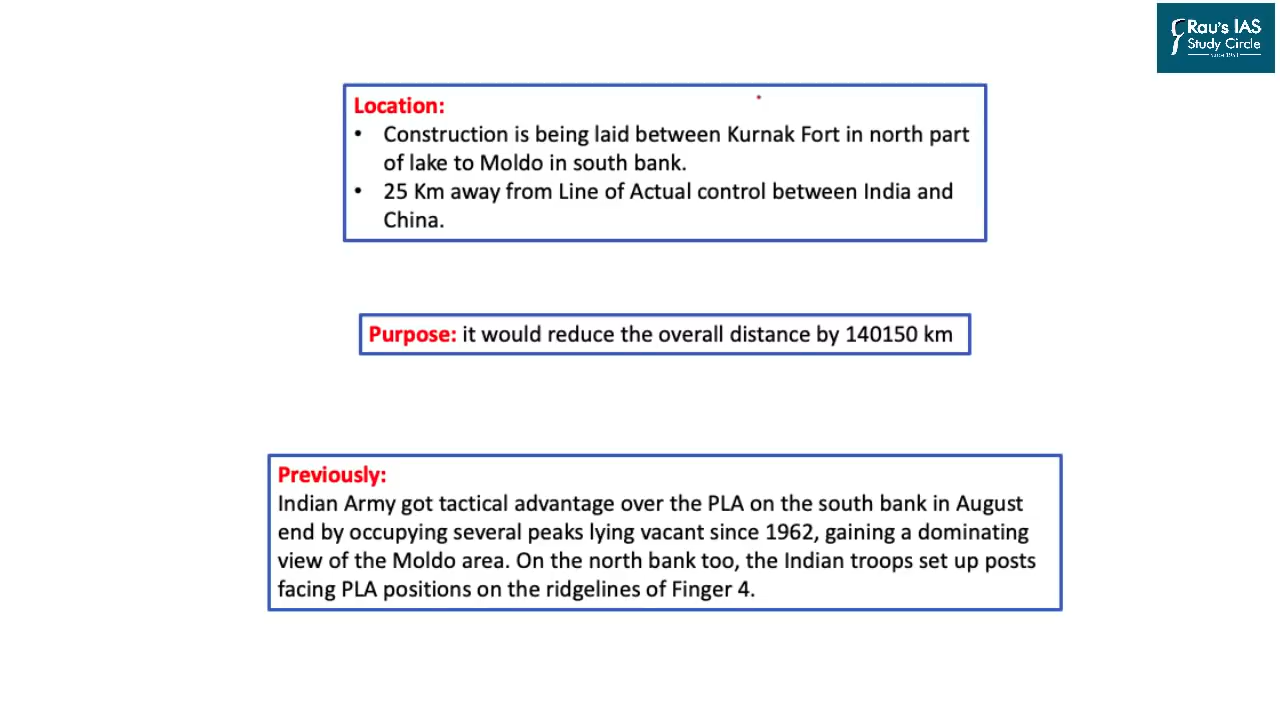 Rau's IAS
Study Circle
Location:
• Construction is being laid between Kurnak Fort in north part
of lake to Moldo in south bank.
• 25 Km away from Line of Actual control between India and
China.
Purpose: it would reduce the overall distance by 140150 km
Previously:
Indian Army got tactical advantage over the PLA on the south bank in August
end by occupying several peaks lying vacant since 1962, gaining a dominating
view of the Moldo area. On the north bank too, the Indian troops set up posts
facing PLA positions on the ridgelines of Finger 4.